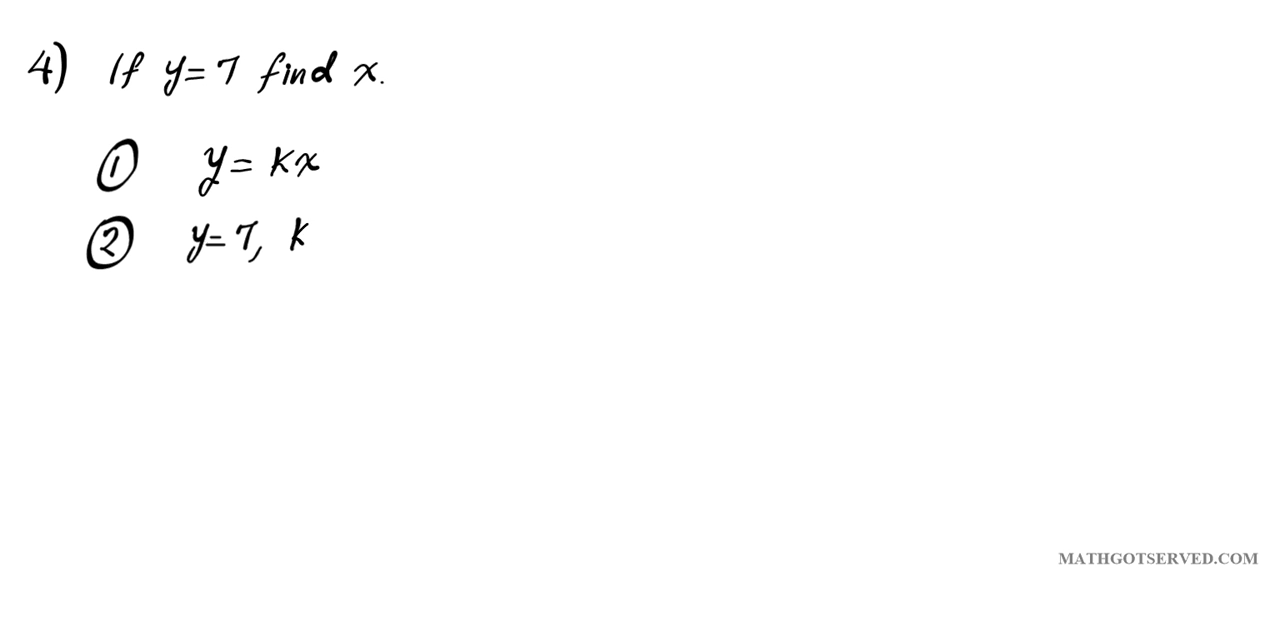 4) If y=7 find x.
① y= kx
② y=7, k
MATHGOTSERVED.COM